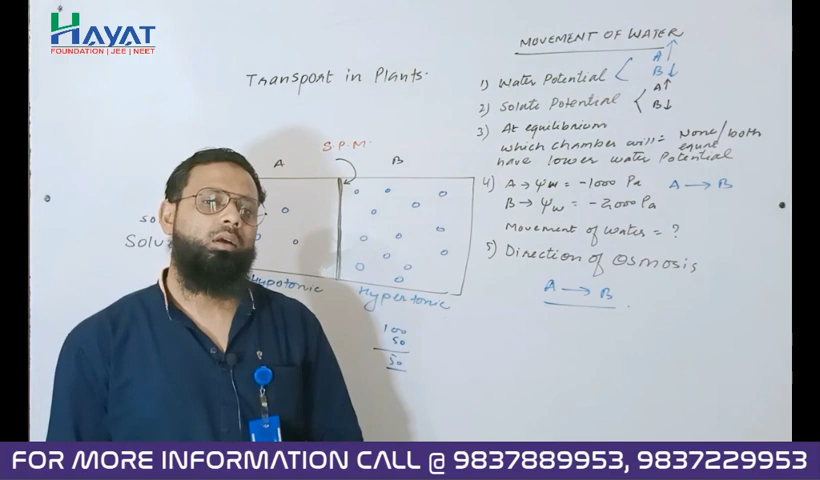 HAYAT
FOUNDATION | JEE | NEET
Transport in Plants.
S.P.M.
A
B
Hypotonic
Hypertonic
100
50
50
MOVEMENT OF WATER
1) Water Potential A↑ B↓
2) Solute Potential A↑ B↓
3) At equilibrium
which chamber will = None/both
have lower water Potential equal
4) A → ψw = -1000 Pa A → B
B → ψw = -2000 Pa
Movement of water = ?
5) Direction of Osmosis
A → B
FOR MORE INFORMATION CALL @ 9837889953, 9837229953